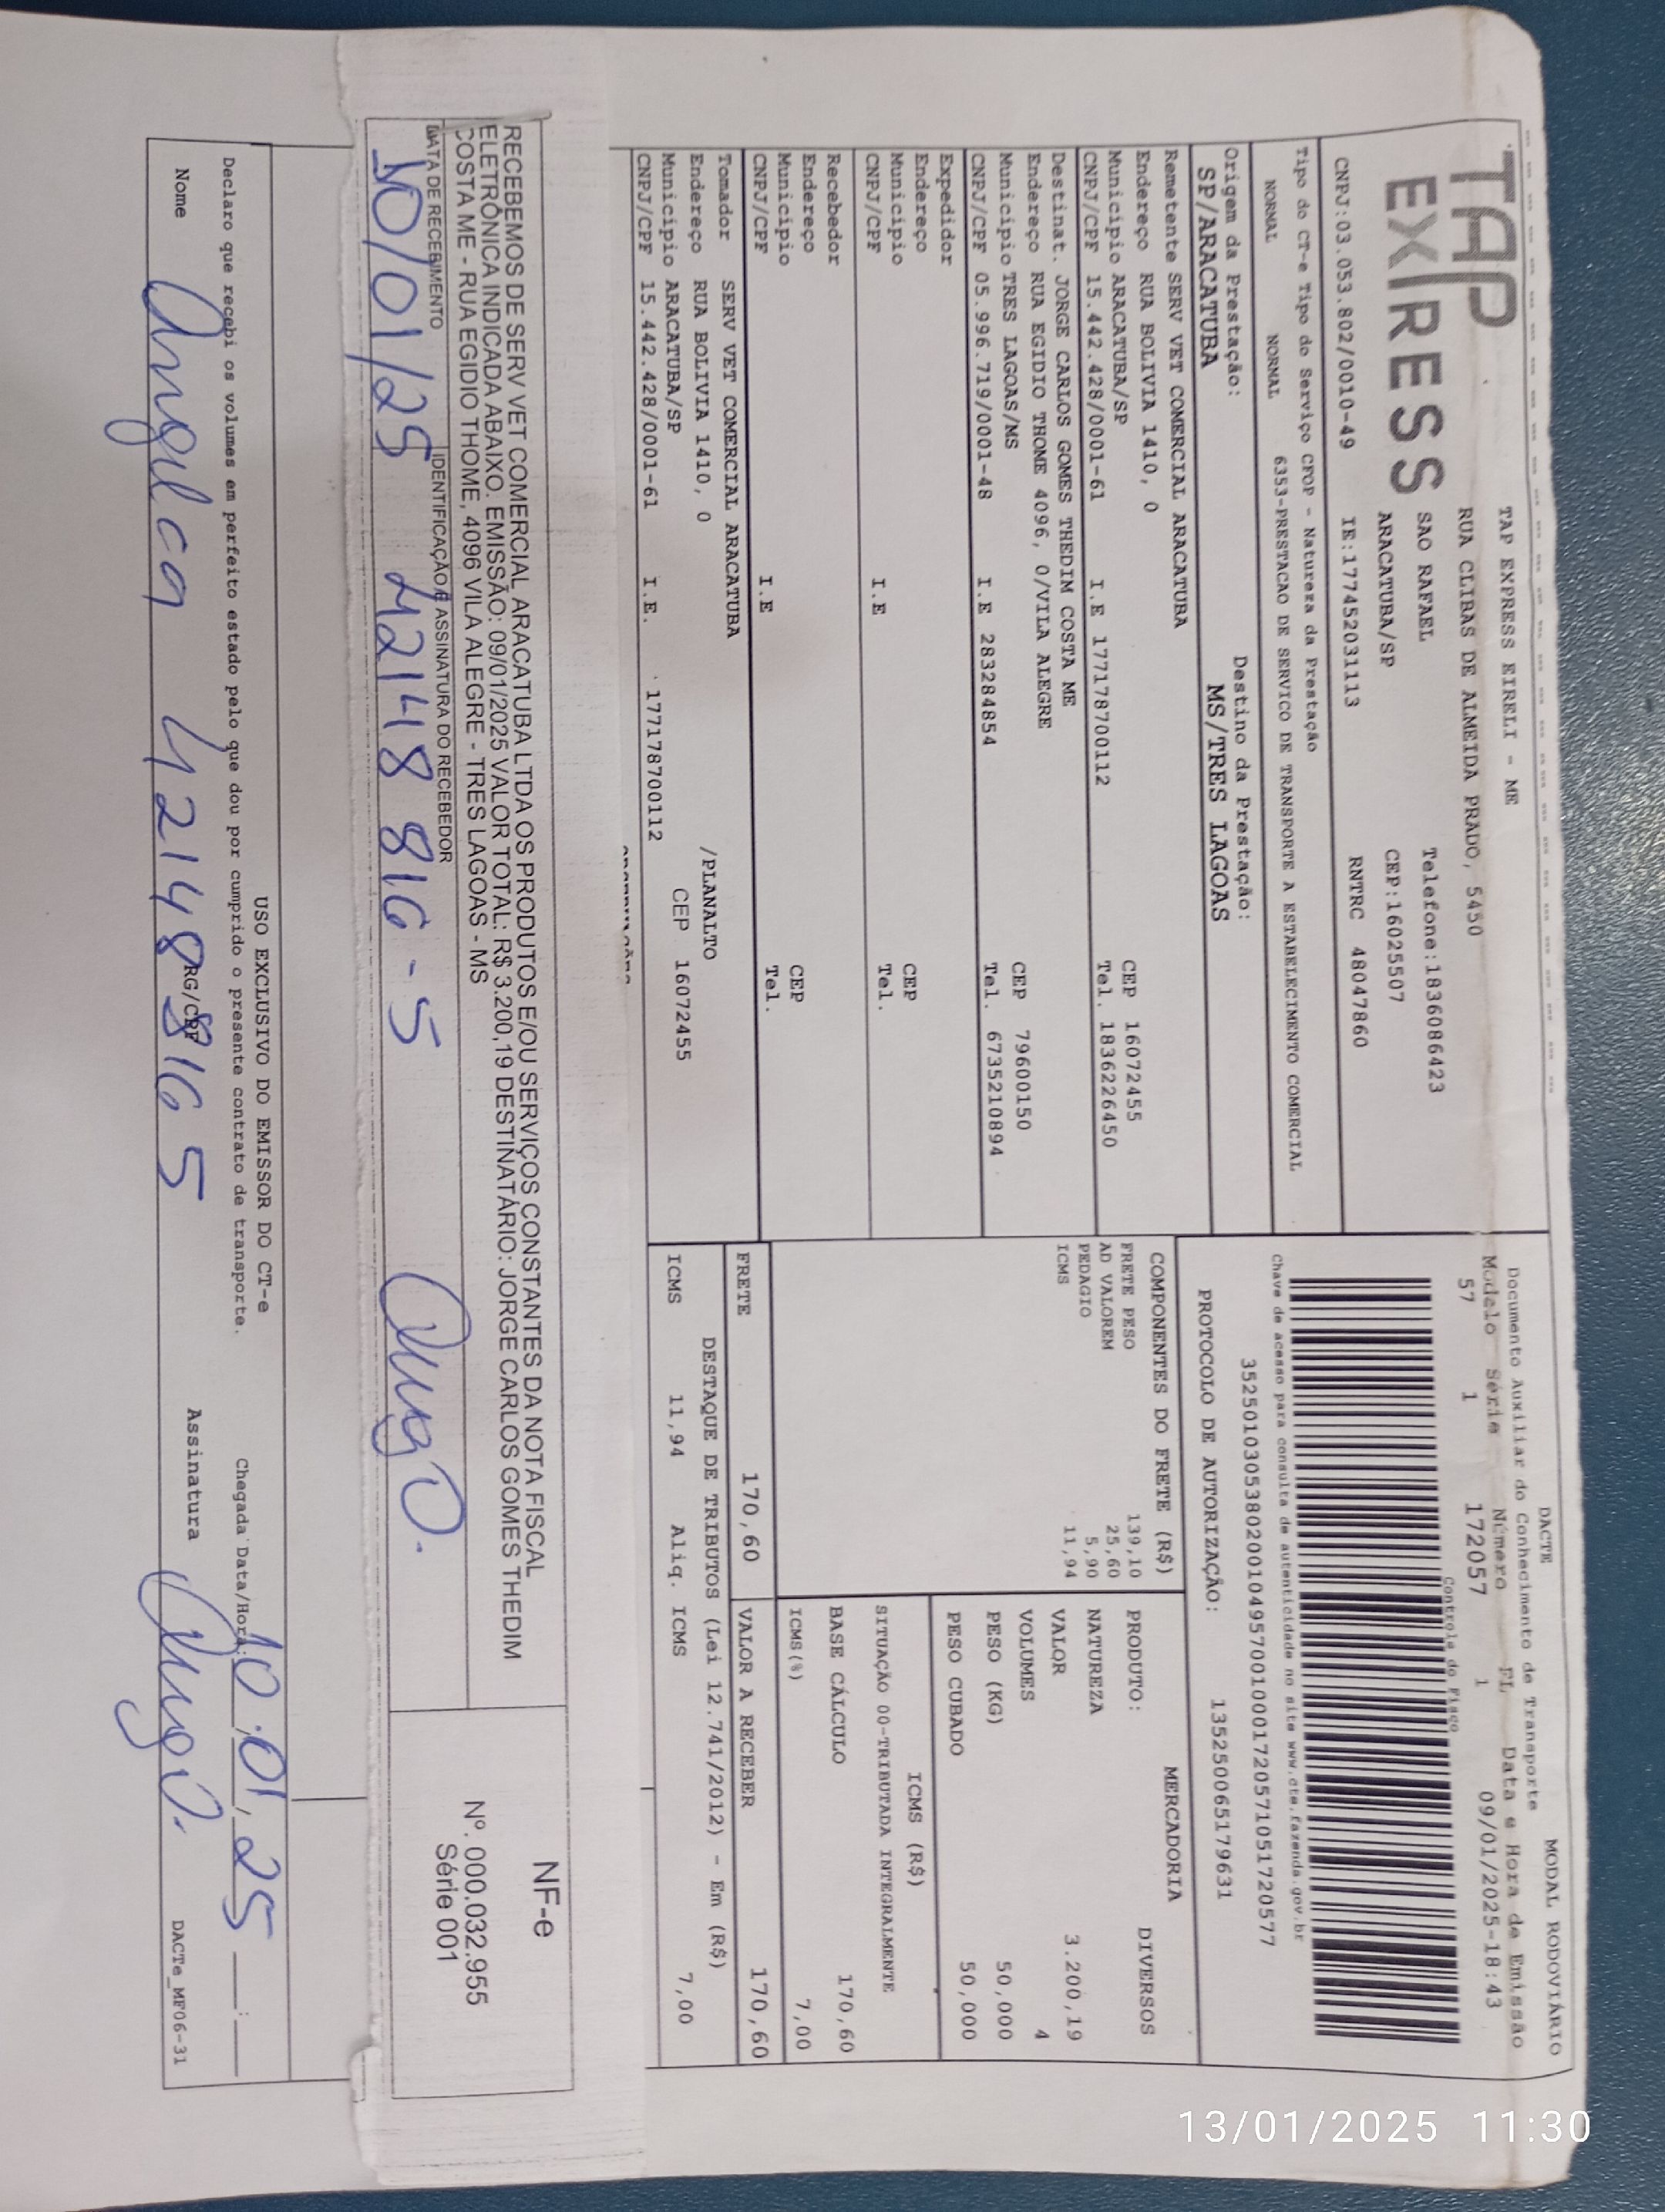 TAP
EXPRESS
TAP EXPRESS EIRELI - ME
RUA CLIBAS DE ALMEIDA PRADO, 5450
SAO RAFAEL Telefone:1836086423
ARACATUBA/SP CEP:16025507
CNPJ:03.053.802/0010-49 IE:177452031113 RNTRC 48047860
DACTE MODAL RODOVIÁRIO
Documento Auxiliar do Conhecimento de Transporte
Modelo Série Número FL Data e Hora de Emissão
57 1 172057 1 09/01/2025-18:43
Controle do Fisco
Chave de acesso para consulta de autenticidade no site www.cte.fazenda.gov.br
35250103053802001049570010001720571051720577
PROTOCOLO DE AUTORIZAÇÃO: 135250065179631
Tipo do CT-e Tipo do Serviço CFOP - Natureza da Prestação
NORMAL NORMAL 6353-PRESTACAO DE SERVICO DE TRANSPORTE A ESTABELECIMENTO COMERCIAL
Origem da Prestação: Destino da Prestação:
SP/ARACATUBA MS/TRES LAGOAS
Remetente SERV VET COMERCIAL ARACATUBA
Endereço RUA BOLIVIA 1410, 0
Município ARACATUBA/SP CEP 16072455
CNPJ/CPF 15.442.428/0001-61 I.E 177178700112 Tel. 1836226450
Destinat. JORGE CARLOS GOMES THEDIM COSTA ME
Endereço RUA EGIDIO THOME 4096, 0/VILA ALEGRE
Município TRES LAGOAS/MS CEP 79600150
CNPJ/CPF 05.996.719/0001-48 I.E 283284854 Tel. 6735210894
Expedidor
Endereço
Município CEP
CNPJ/CPF I.E Tel.
Recebedor
Endereço
Município CEP
CNPJ/CPF I.E Tel.
Tomador SERV VET COMERCIAL ARACATUBA
Endereço RUA BOLIVIA 1410, 0 /PLANALTO
Município ARACATUBA/SP CEP 16072455
CNPJ/CPF 15.442.428/0001-61 I.E. 177178700112
COMPONENTES DO FRETE (R$)
FRETE PESO 139,10
AD VALOREM 25,60
PEDAGIO 5,90
ICMS 11,94
MERCADORIA
PRODUTO: DIVERSOS
NATUREZA
VALOR 3.200,19
VOLUMES 4
PESO (KG) 50,000
PESO CUBADO 50,000
ICMS (R$)
SITUAÇÃO 00-TRIBUTADA INTEGRALMENTE
BASE CÁLCULO 170,60
ICMS(%) 7,00
FRETE 170,60 VALOR A RECEBER 170,60
DESTAQUE DE TRIBUTOS (Lei 12.741/2012) - Em (R$)
ICMS 11,94 Aliq. ICMS 7,00
RECEBEMOS DE SERV VET COMERCIAL ARACATUBA LTDA OS PRODUTOS E/OU SERVIÇOS CONSTANTES DA NOTA FISCAL
ELETRÔNICA INDICADA ABAIXO. EMISSÃO: 09/01/2025 VALOR TOTAL: R$ 3.200,19 DESTINATÁRIO: JORGE CARLOS GOMES THEDIM
COSTA ME - RUA EGIDIO THOME, 4096 VILA ALEGRE - TRES LAGOAS - MS
DATA DE RECEBIMENTO IDENTIFICAÇÃO E ASSINATURA DO RECEBEDOR
10/01/25 42148 816-5
NF-e
Nº. 000.032.955
Série 001
USO EXCLUSIVO DO EMISSOR DO CT-e
Declaro que recebi os volumes em perfeito estado pelo que dou por cumprido o presente contrato de transporte. Chegada Data/Hora: 10/01/25
Nome Angelca 42148 816 5 RG/CPF Assinatura DACTe_MF06-31
13/01/2025 11:30